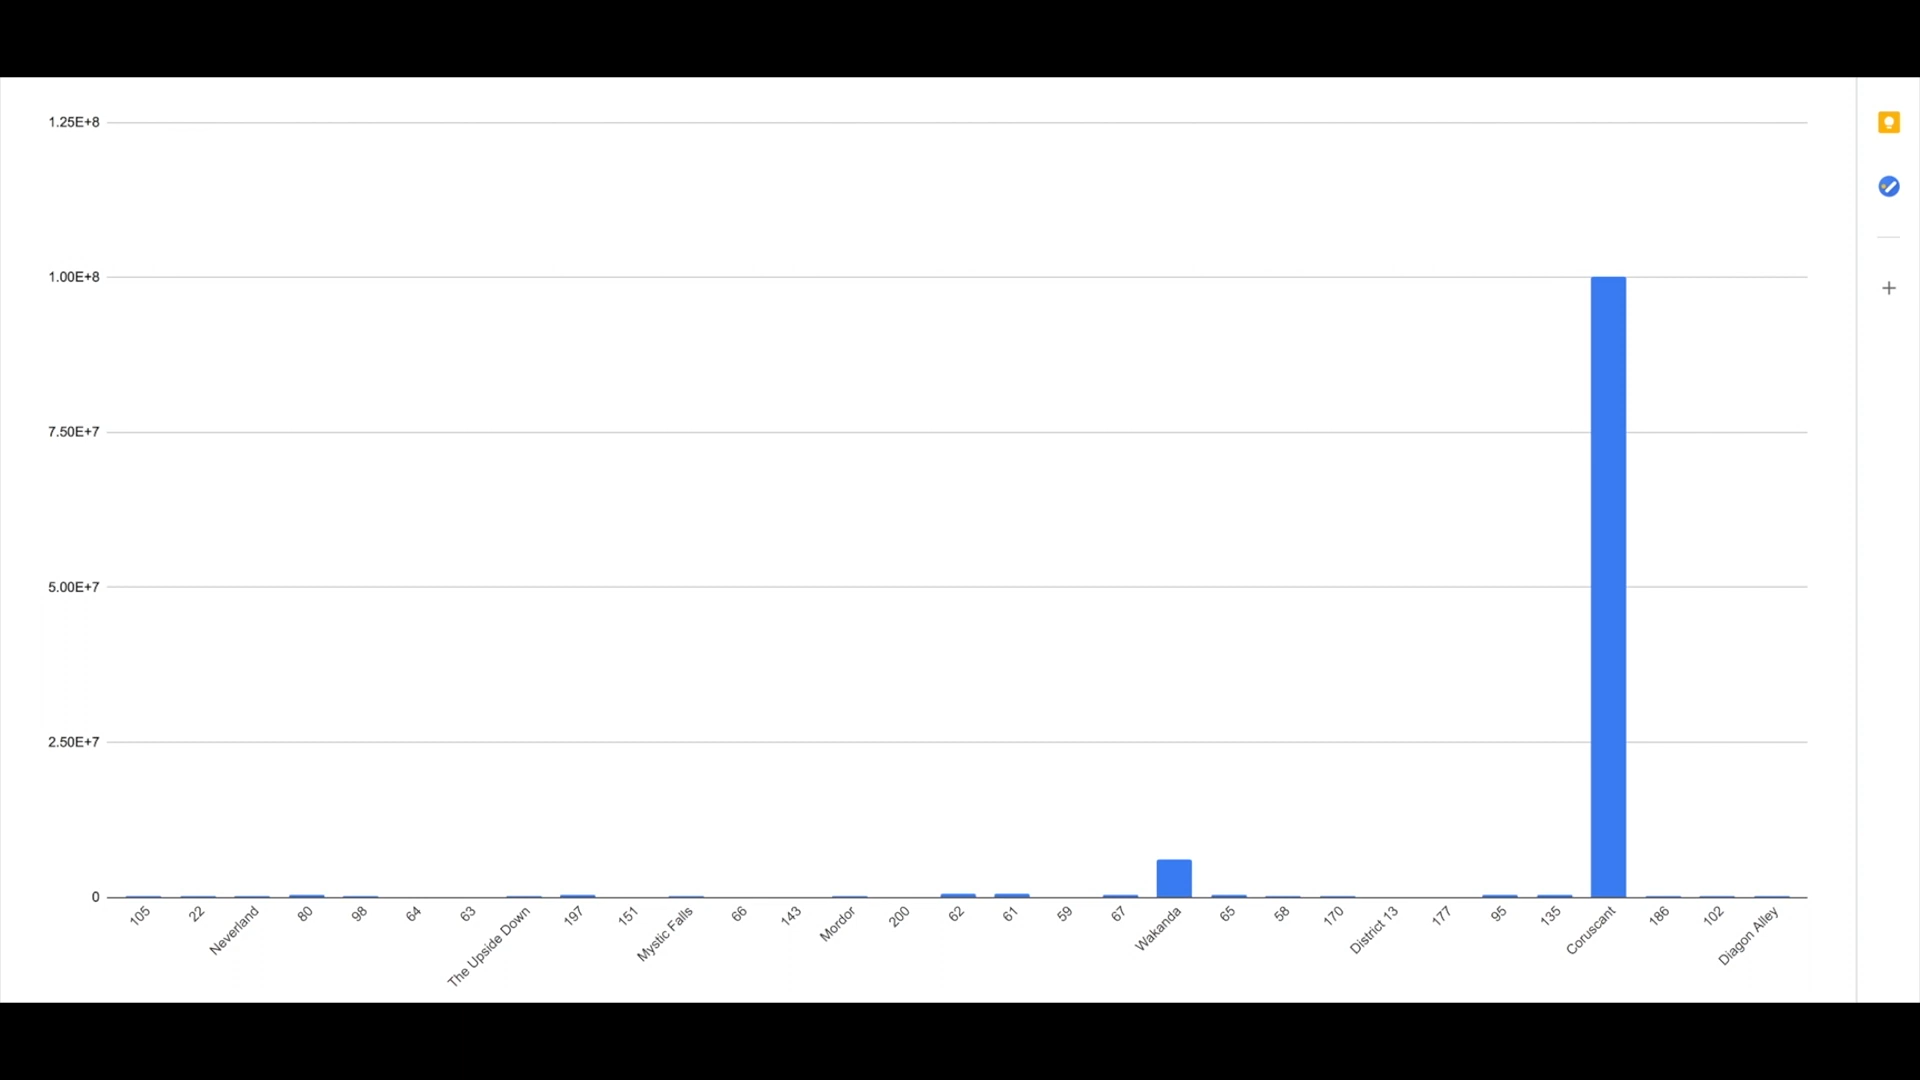 1.25E+8
1.00E+8
7.50E+7
5.00E+7
2.50E+7
0
105
22
Neverland
80
98
64
63
The Upside Down
197
151
Mystic Falls
66
143
Mordor
200
62
61
59
67
Wakanda
65
58
170
District 13
177
95
135
Coruscant
186
102
Diagon Alley